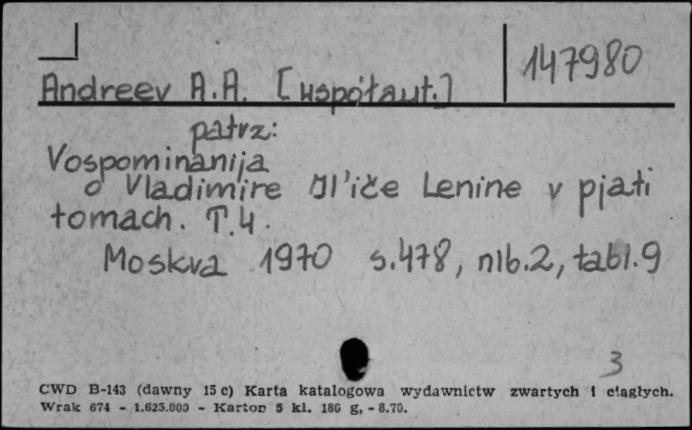 147980
Andreev A.A. [współaut.]
patrz:
Vospominanija
o Vladimire Il'iče Lenine v pjati
tomach. T.4.
Moskva 1970 s.478, nlb.2, tabl.9
3
CWD B-143 (dawny 15 c) Karta katalogowa wydawnictw zwartych i ciągłych.
Wrak 674 - 1.625.000 - Karton 5 kl. 180 g, - 8.70.